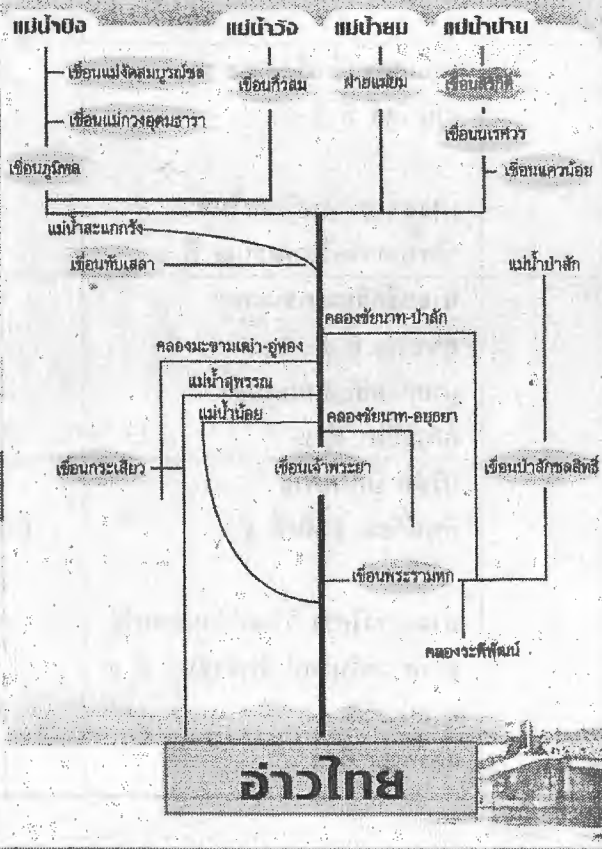 แม่น้ำปิง
แม่น้ำวัง
แม่น้ำยม
แม่น้ำน่าน
เขื่อนแม่งัดสมบูรณ์ชล
เขื่อนกิ่วลม
ฝายแม่ยม
เขื่อนสิริกิติ์
เขื่อนแม่กวงอุดมธารา
เขื่อนนเรศวร
เขื่อนภูมิพล
เขื่อนแควน้อย
แม่น้ำสะแกกรัง
เขื่อนทับเสลา
แม่น้ำป่าสัก
คลองชัยนาท-ป่าสัก
คลองมะขามเฒ่า-อู่ทอง
แม่น้ำสุพรรณ
แม่น้ำน้อย
คลองชัยนาท-อยุธยา
เขื่อนกระเสียว
เขื่อนเจ้าพระยา
เขื่อนป่าสักชลสิทธิ์
เขื่อนพระรามหก
คลองระพีพัฒน์
อ่าวไทย